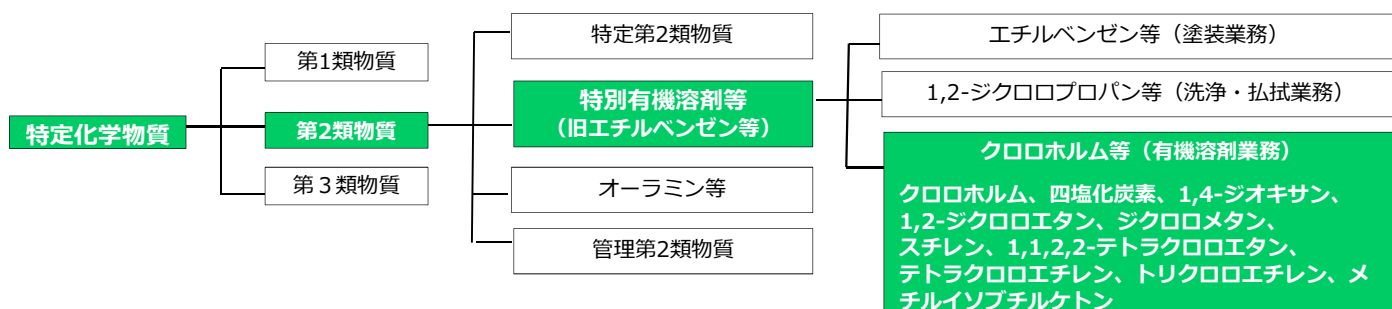 特定化学物質
第1類物質
第2類物質
第３類物質
特定第2類物質
特別有機溶剤等
（旧エチルベンゼン等）
オーラミン等
管理第2類物質
エチルベンゼン等（塗装業務）
1,2-ジクロロプロパン等（洗浄・払拭業務）
クロロホルム等（有機溶剤業務）
クロロホルム、四塩化炭素、1,4-ジオキサン、
1,2-ジクロロエタン、ジクロロメタン、
スチレン、1,1,2,2-テトラクロロエタン、
テトラクロロエチレン、トリクロロエチレン、メ
チルイソブチルケトン